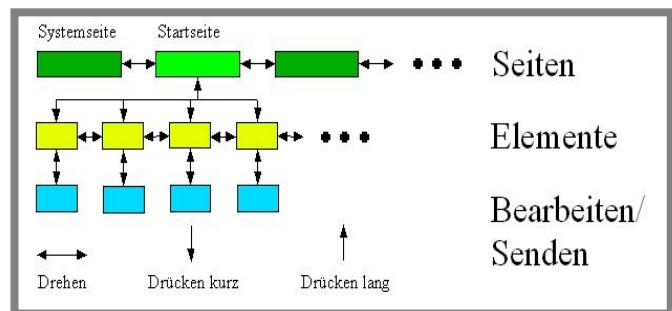 Systemseite Startseite
Seiten
Elemente
Bearbeiten/
Senden
Drehen Drücken kurz Drücken lang